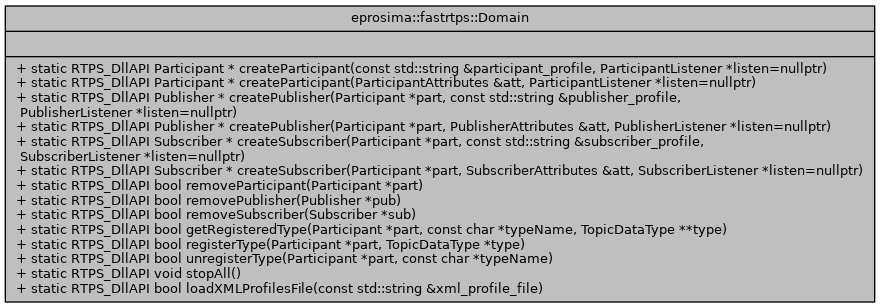 eprosima::fastrtps::Domain
+ static RTPS_DllAPI Participant * createParticipant(const std::string &participant_profile, ParticipantListener *listen=nullptr)
+ static RTPS_DllAPI Participant * createParticipant(ParticipantAttributes &att, ParticipantListener *listen=nullptr)
+ static RTPS_DllAPI Publisher * createPublisher(Participant *part, const std::string &publisher_profile,
PublisherListener *listen=nullptr)
+ static RTPS_DllAPI Publisher * createPublisher(Participant *part, PublisherAttributes &att, PublisherListener *listen=nullptr)
+ static RTPS_DllAPI Subscriber * createSubscriber(Participant *part, const std::string &subscriber_profile,
SubscriberListener *listen=nullptr)
+ static RTPS_DllAPI Subscriber * createSubscriber(Participant *part, SubscriberAttributes &att, SubscriberListener *listen=nullptr)
+ static RTPS_DllAPI bool removeParticipant(Participant *part)
+ static RTPS_DllAPI bool removePublisher(Publisher *pub)
+ static RTPS_DllAPI bool removeSubscriber(Subscriber *sub)
+ static RTPS_DllAPI bool getRegisteredType(Participant *part, const char *typeName, TopicDataType **type)
+ static RTPS_DllAPI bool registerType(Participant *part, TopicDataType *type)
+ static RTPS_DllAPI bool unregisterType(Participant *part, const char *typeName)
+ static RTPS_DllAPI void stopAll()
+ static RTPS_DllAPI bool loadXMLProfilesFile(const std::string &xml_profile_file)